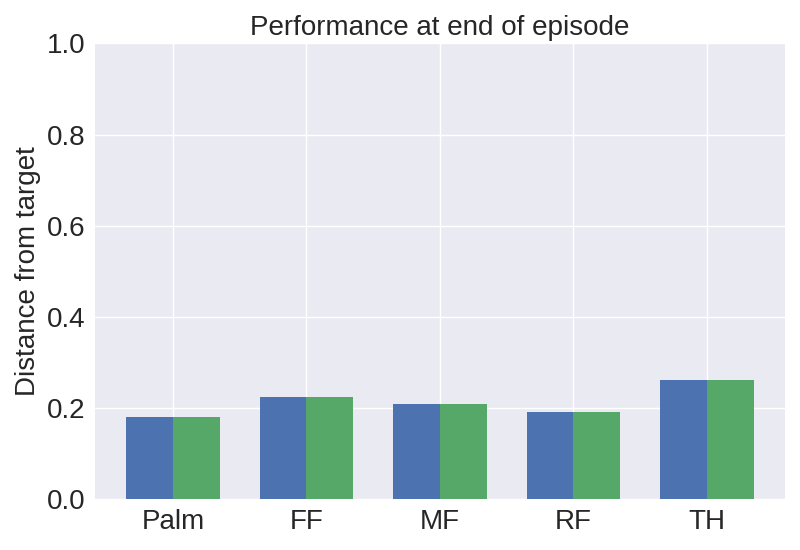 Performance at end of episode
Distance from target
1.0
0.8
0.6
0.4
0.2
0.0
Palm FF MF RF TH